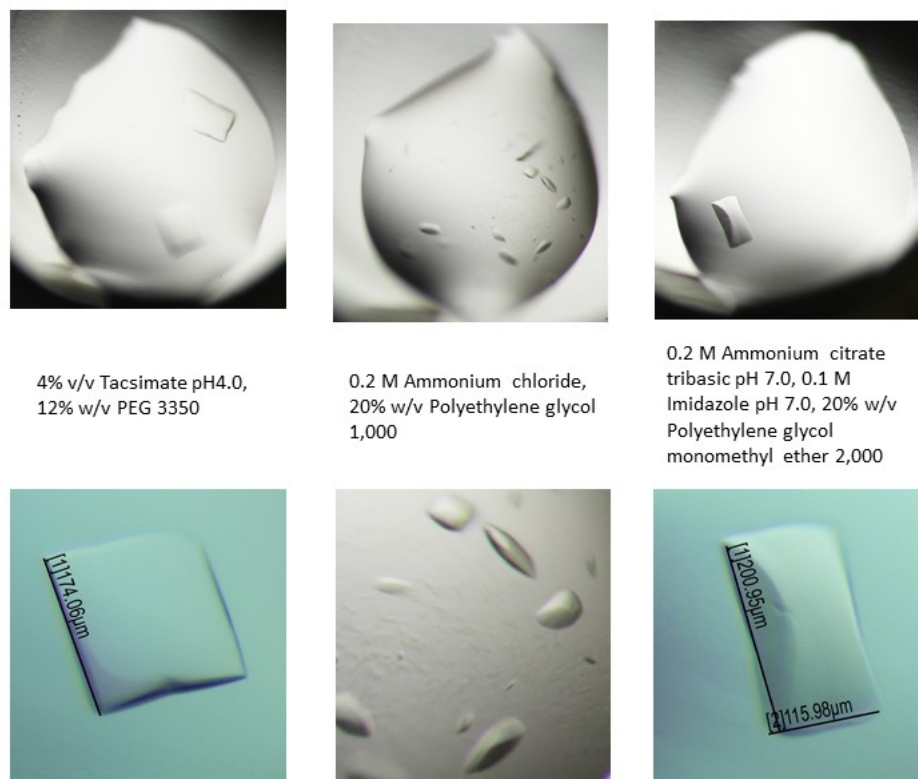 4% v/v Tacsimate pH4.0,
12% w/v PEG 3350
0.2 M Ammonium chloride,
20% w/v Polyethylene glycol
1,000
0.2 M Ammonium citrate
tribasic pH 7.0, 0.1 M
Imidazole pH 7.0, 20% w/v
Polyethylene glycol
monomethyl ether 2,000
[1]174.06µm
[1]200.95µm
[2]115.98µm